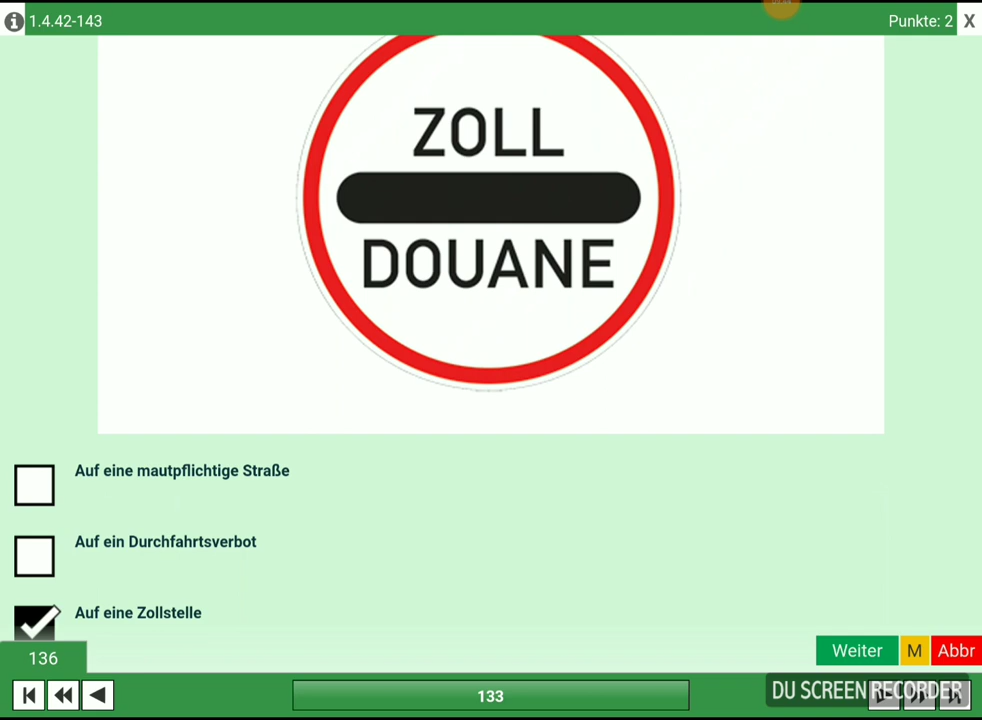 1.4.42-143
Punkte: 2 X
ZOLL
DOUANE
Auf eine mautpflichtige Straße
Auf ein Durchfahrtsverbot
Auf eine Zollstelle
136
Weiter M Abbr
133
DU SCREEN RECORDER